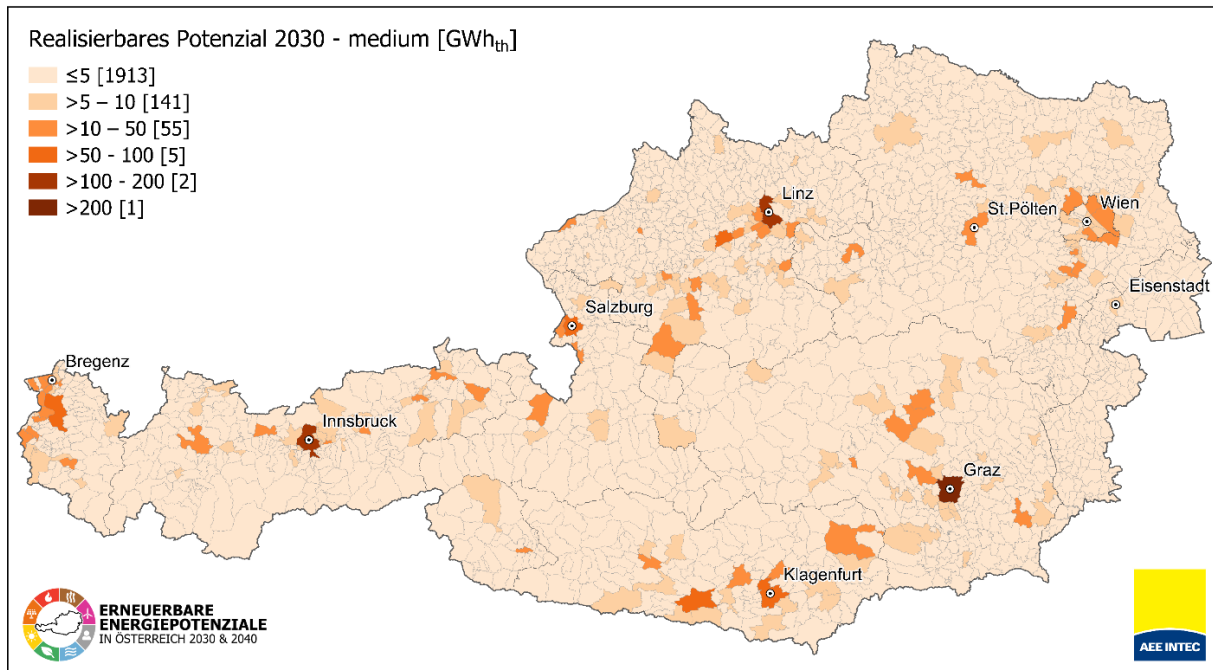 Realisierbares Potenzial 2030 - medium [GWhth]
≤5 [1913]
>5 – 10 [141]
>10 – 50 [55]
>50 - 100 [5]
>100 - 200 [2]
>200 [1]
Linz
St.Pölten
Wien
Eisenstadt
Salzburg
Bregenz
Innsbruck
Graz
Klagenfurt
ERNEUERBARE
ENERGIEPOTENZIALE
IN ÖSTERREICH 2030 & 2040
AEE INTEC